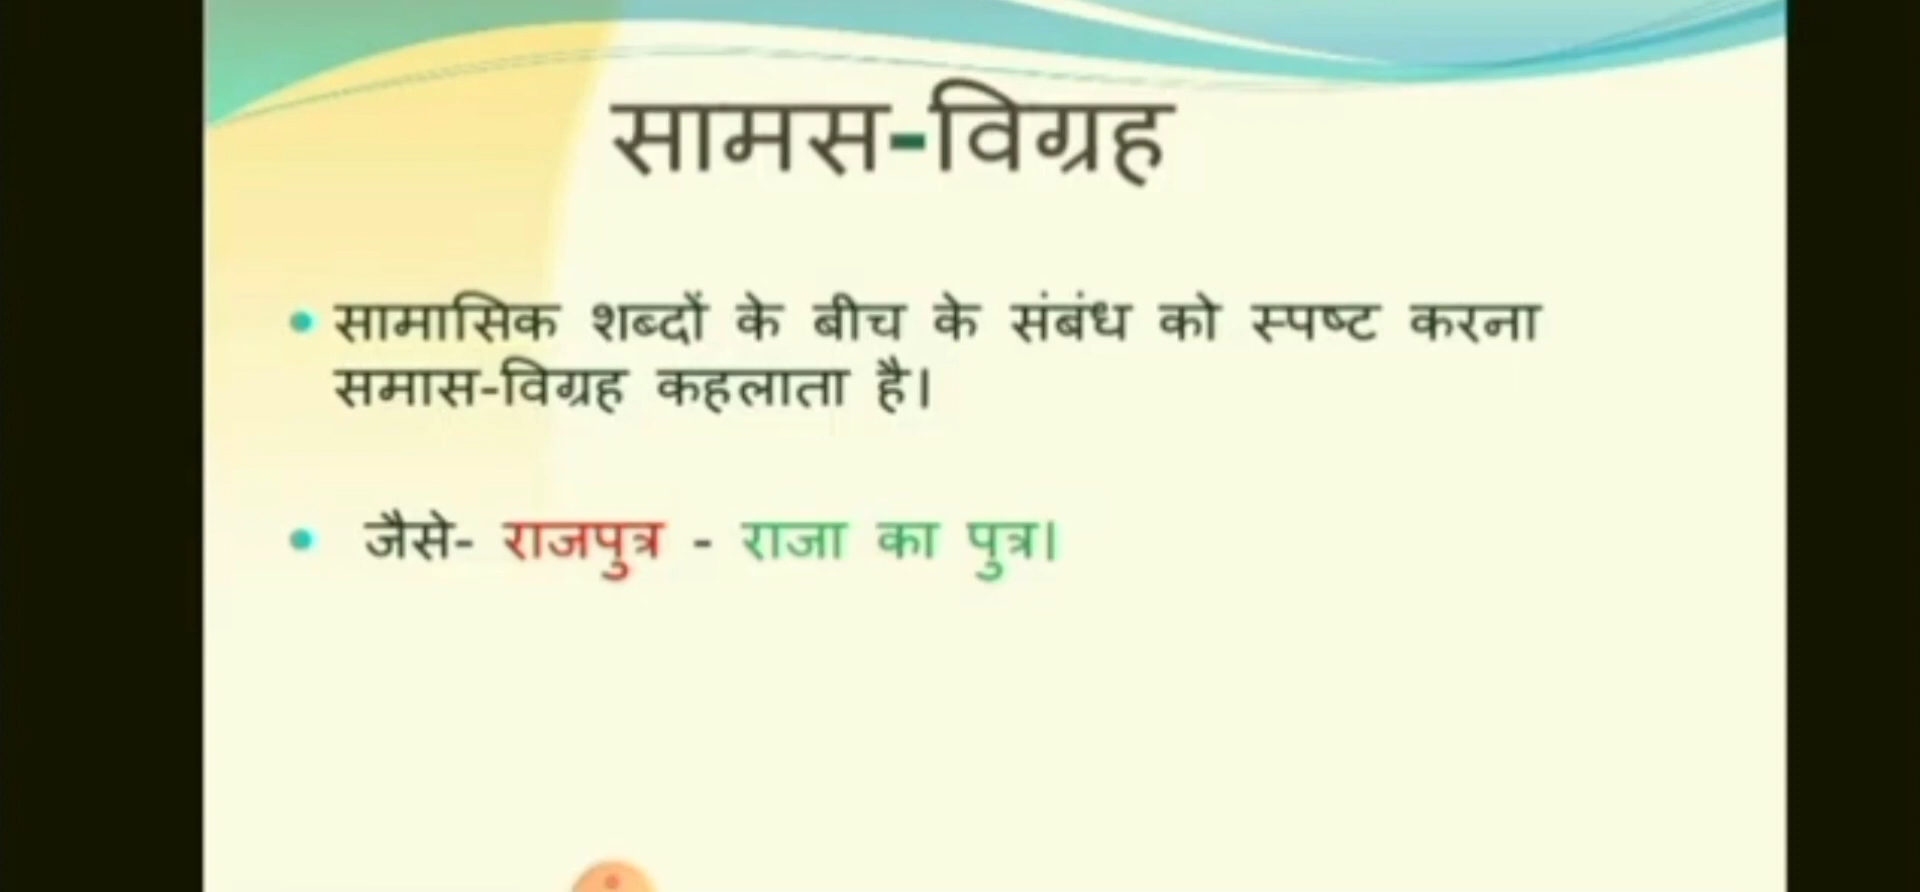 सामस-विग्रह
• सामासिक शब्दों के बीच के संबंध को स्पष्ट करना
समास-विग्रह कहलाता है।
• जैसे- राजपुत्र - राजा का पुत्र।